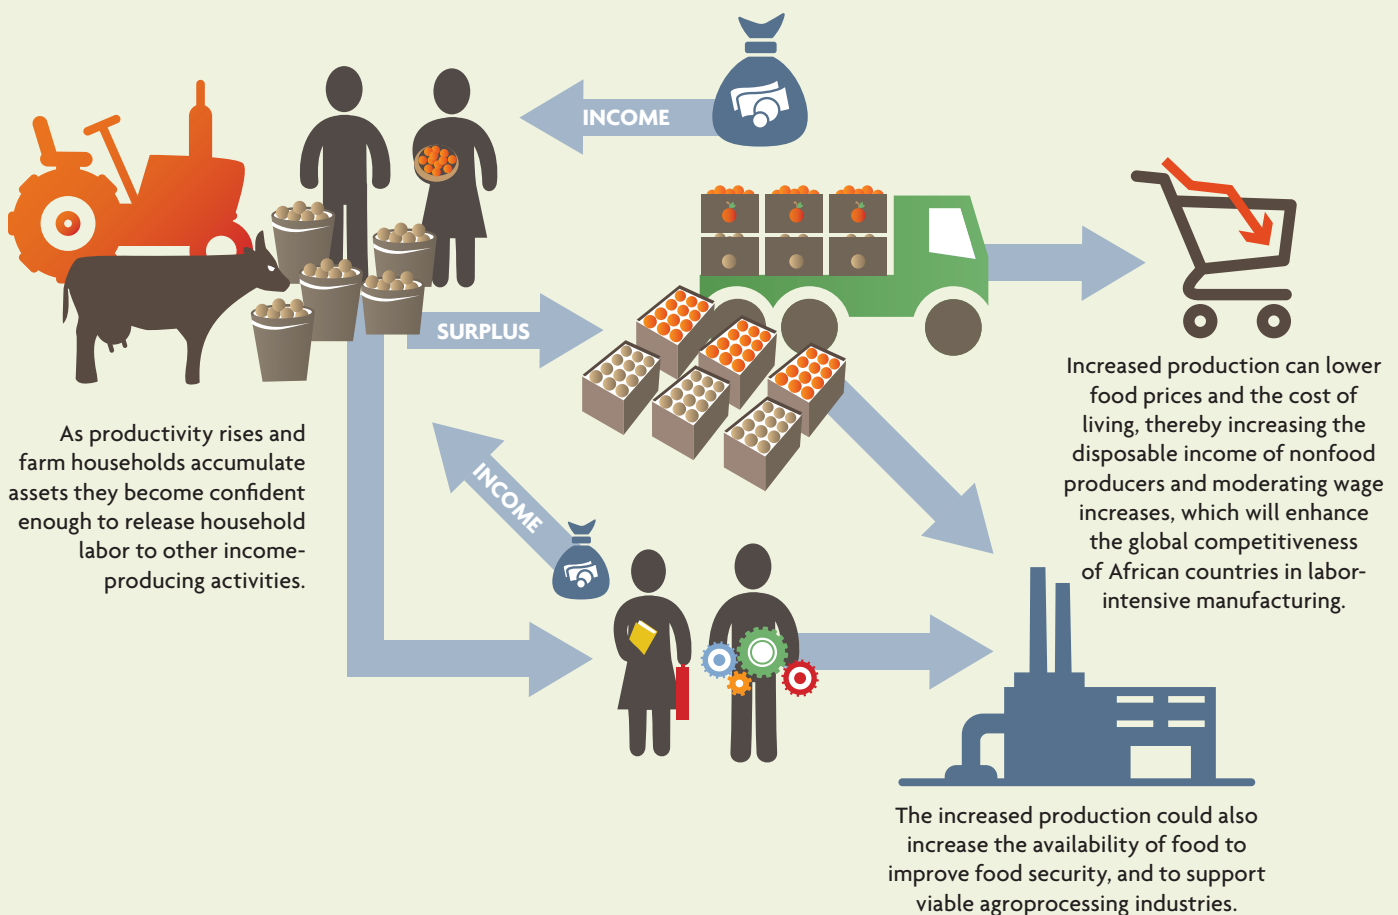 INCOME
SURPLUS
As productivity rises and
farm households accumulate
assets they become confident
enough to release household
labor to other income-
producing activities.
INCOME
Increased production can lower
food prices and the cost of
living, thereby increasing the
disposable income of nonfood
producers and moderating wage
increases, which will enhance
the global competitiveness
of African countries in labor-
intensive manufacturing.
The increased production could also
increase the availability of food to
improve food security, and to support
viable agroprocessing industries.